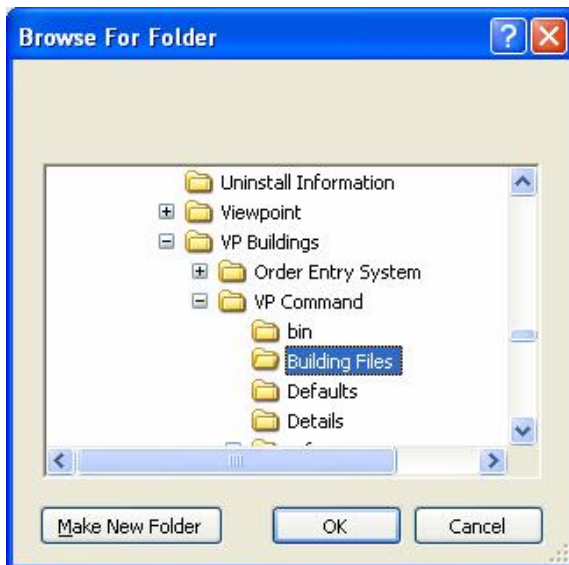 Browse For Folder
Uninstall Information
Viewpoint
VP Buildings
Order Entry System
VP Command
bin
Building Files
Defaults
Details
Make New Folder OK Cancel